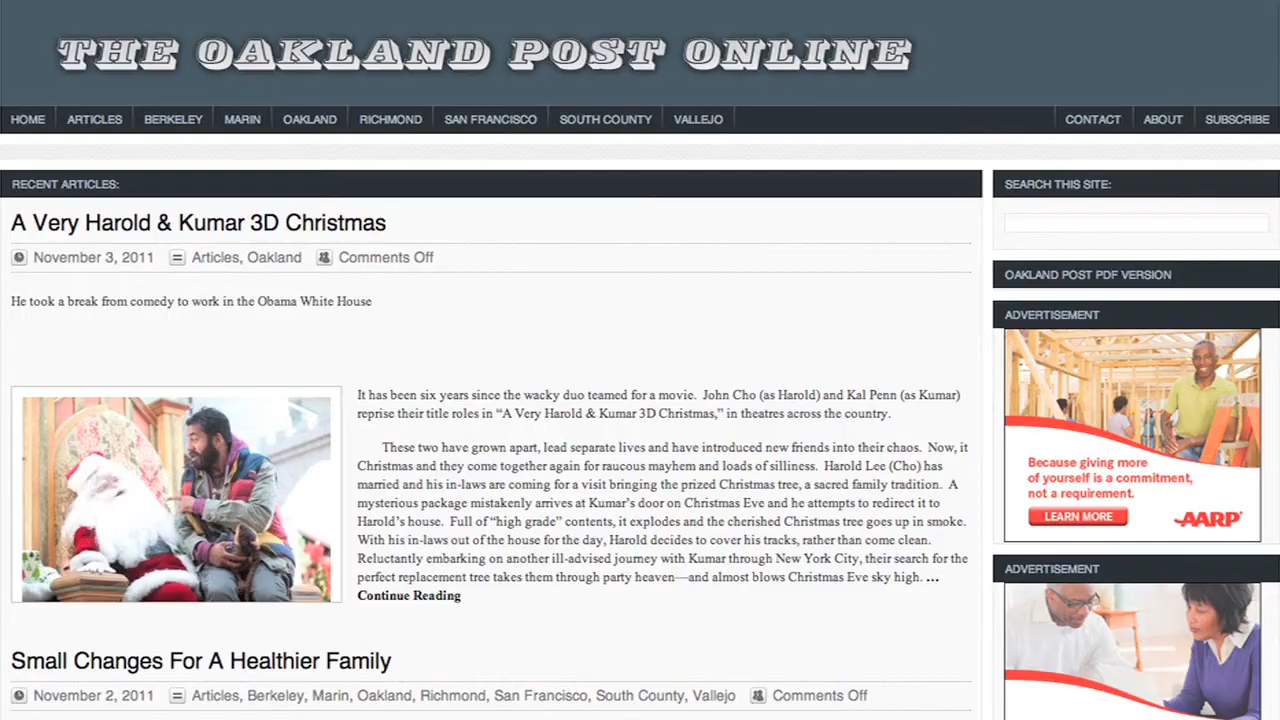 THE OAKLAND POST ONLINE
HOME ARTICLES BERKELEY MARIN OAKLAND RICHMOND SAN FRANCISCO SOUTH COUNTY VALLEJO CONTACT ABOUT SUBSCRIBE
RECENT ARTICLES:
A Very Harold & Kumar 3D Christmas
November 3, 2011 Articles, Oakland Comments Off
He took a break from comedy to work in the Obama White House
It has been six years since the wacky duo teamed for a movie. John Cho (as Harold) and Kal Penn (as Kumar)
reprise their title roles in “A Very Harold & Kumar 3D Christmas,” in theatres across the country.
These two have grown apart, lead separate lives and have introduced new friends into their chaos. Now, it
Christmas and they come together again for raucous mayhem and loads of silliness. Harold Lee (Cho) has
married and his in-laws are coming for a visit bringing the prized Christmas tree, a sacred family tradition. A
mysterious package mistakenly arrives at Kumar’s door on Christmas Eve and he attempts to redirect it to
Harold’s house. Full of “high grade” contents, it explodes and the cherished Christmas tree goes up in smoke.
With his in-laws out of the house for the day, Harold decides to cover his tracks, rather than come clean.
Reluctantly embarking on another ill-advised journey with Kumar through New York City, their search for the
perfect replacement tree takes them through party heaven—and almost blows Christmas Eve sky high. ...
Continue Reading
Small Changes For A Healthier Family
November 2, 2011 Articles, Berkeley, Marin, Oakland, Richmond, San Francisco, South County, Vallejo Comments Off
SEARCH THIS SITE:
OAKLAND POST PDF VERSION
ADVERTISEMENT
Because giving more
of yourself is a commitment,
not a requirement.
LEARN MORE AARP
ADVERTISEMENT